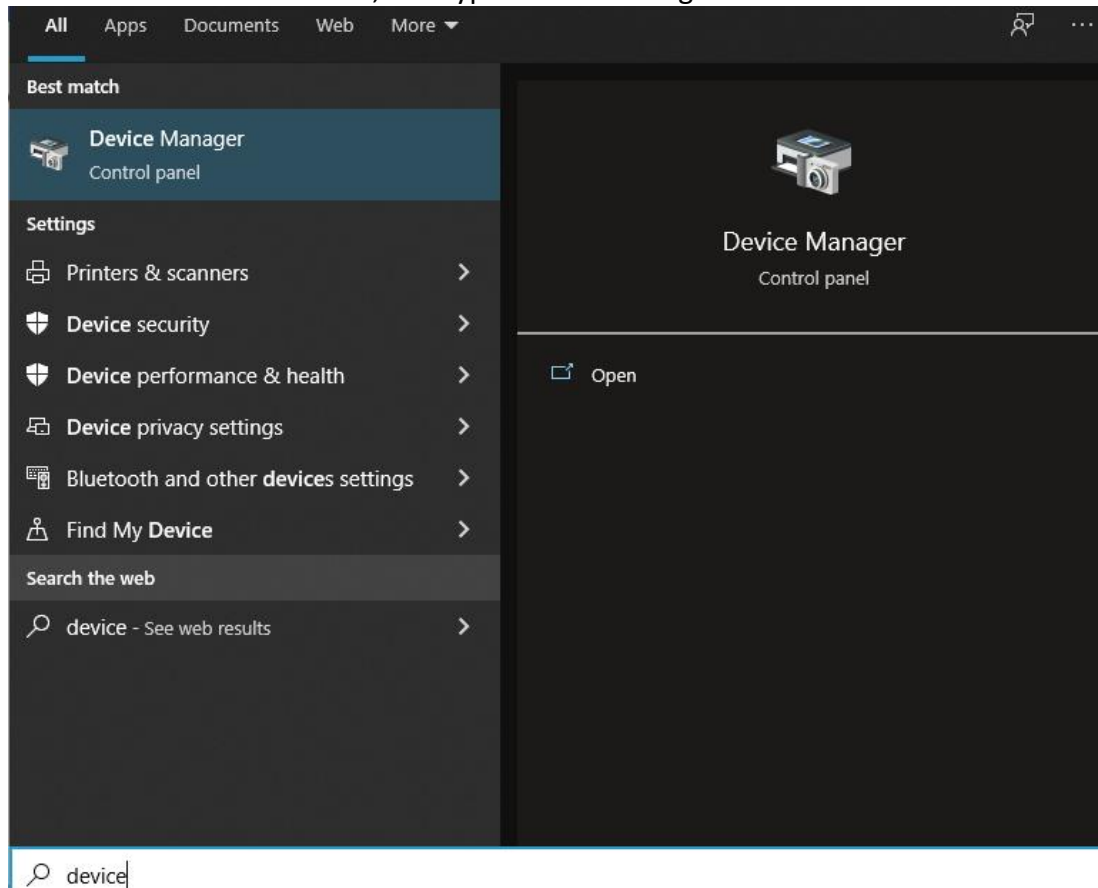 All Apps Documents Web More
Best match
Device Manager
Control panel
Settings
Printers & scanners
Device security
Device performance & health
Device privacy settings
Bluetooth and other devices settings
Find My Device
Search the web
device - See web results
Device Manager
Control panel
Open
device